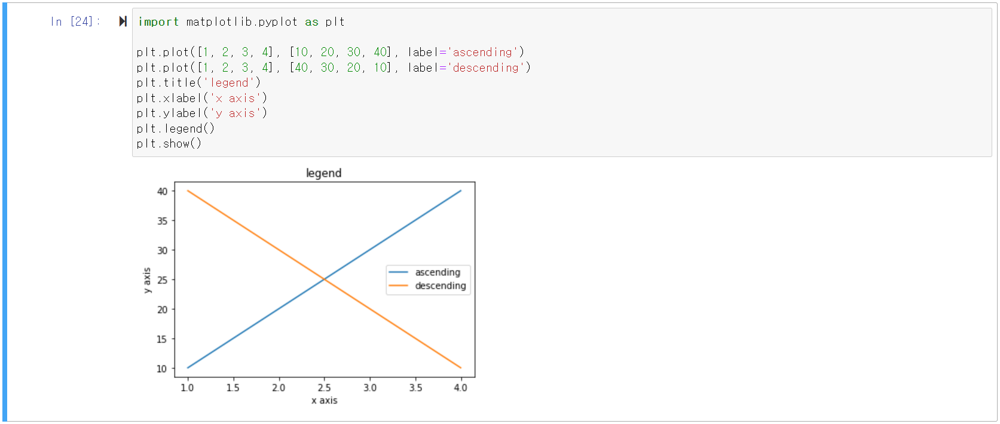 In [24]:
import matplotlib.pyplot as plt
plt.plot([1, 2, 3, 4], [10, 20, 30, 40], label='ascending')
plt.plot([1, 2, 3, 4], [40, 30, 20, 10], label='descending')
plt.title('legend')
plt.xlabel('x axis')
plt.ylabel('y axis')
plt.legend()
plt.show()
legend
40
35
30
25
20
15
10
y axis
ascending
descending
1.0 1.5 2.0 2.5 3.0 3.5 4.0
x axis